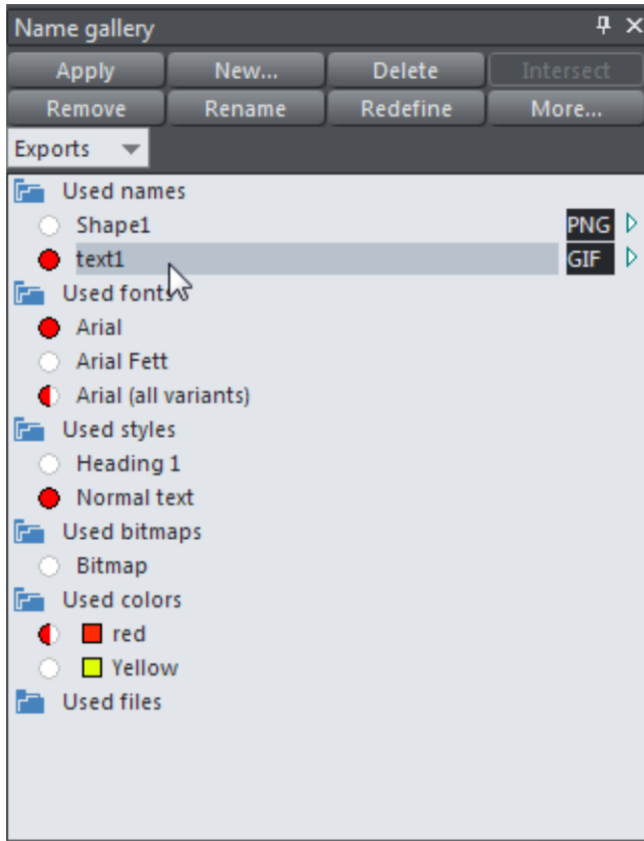 Name gallery
Apply New... Delete Intersect
Remove Rename Redefine More...
Exports
Used names
Shape1 PNG
text1 GIF
Used fonts
Arial
Arial Fett
Arial (all variants)
Used styles
Heading 1
Normal text
Used bitmaps
Bitmap
Used colors
red
Yellow
Used files